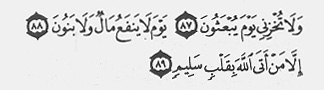 وَلَا تُخْزِنِي يَوْمَ يُبْعَثُونَ ﴿٨٧﴾ يَوْمَ لَا يَنفَعُ مَالٌ وَلَا بَنُونَ ﴿٨٨﴾
إِلَّا مَنْ أَتَى اللَّهَ بِقَلْبٍ سَلِيمٍ ﴿٨٩﴾